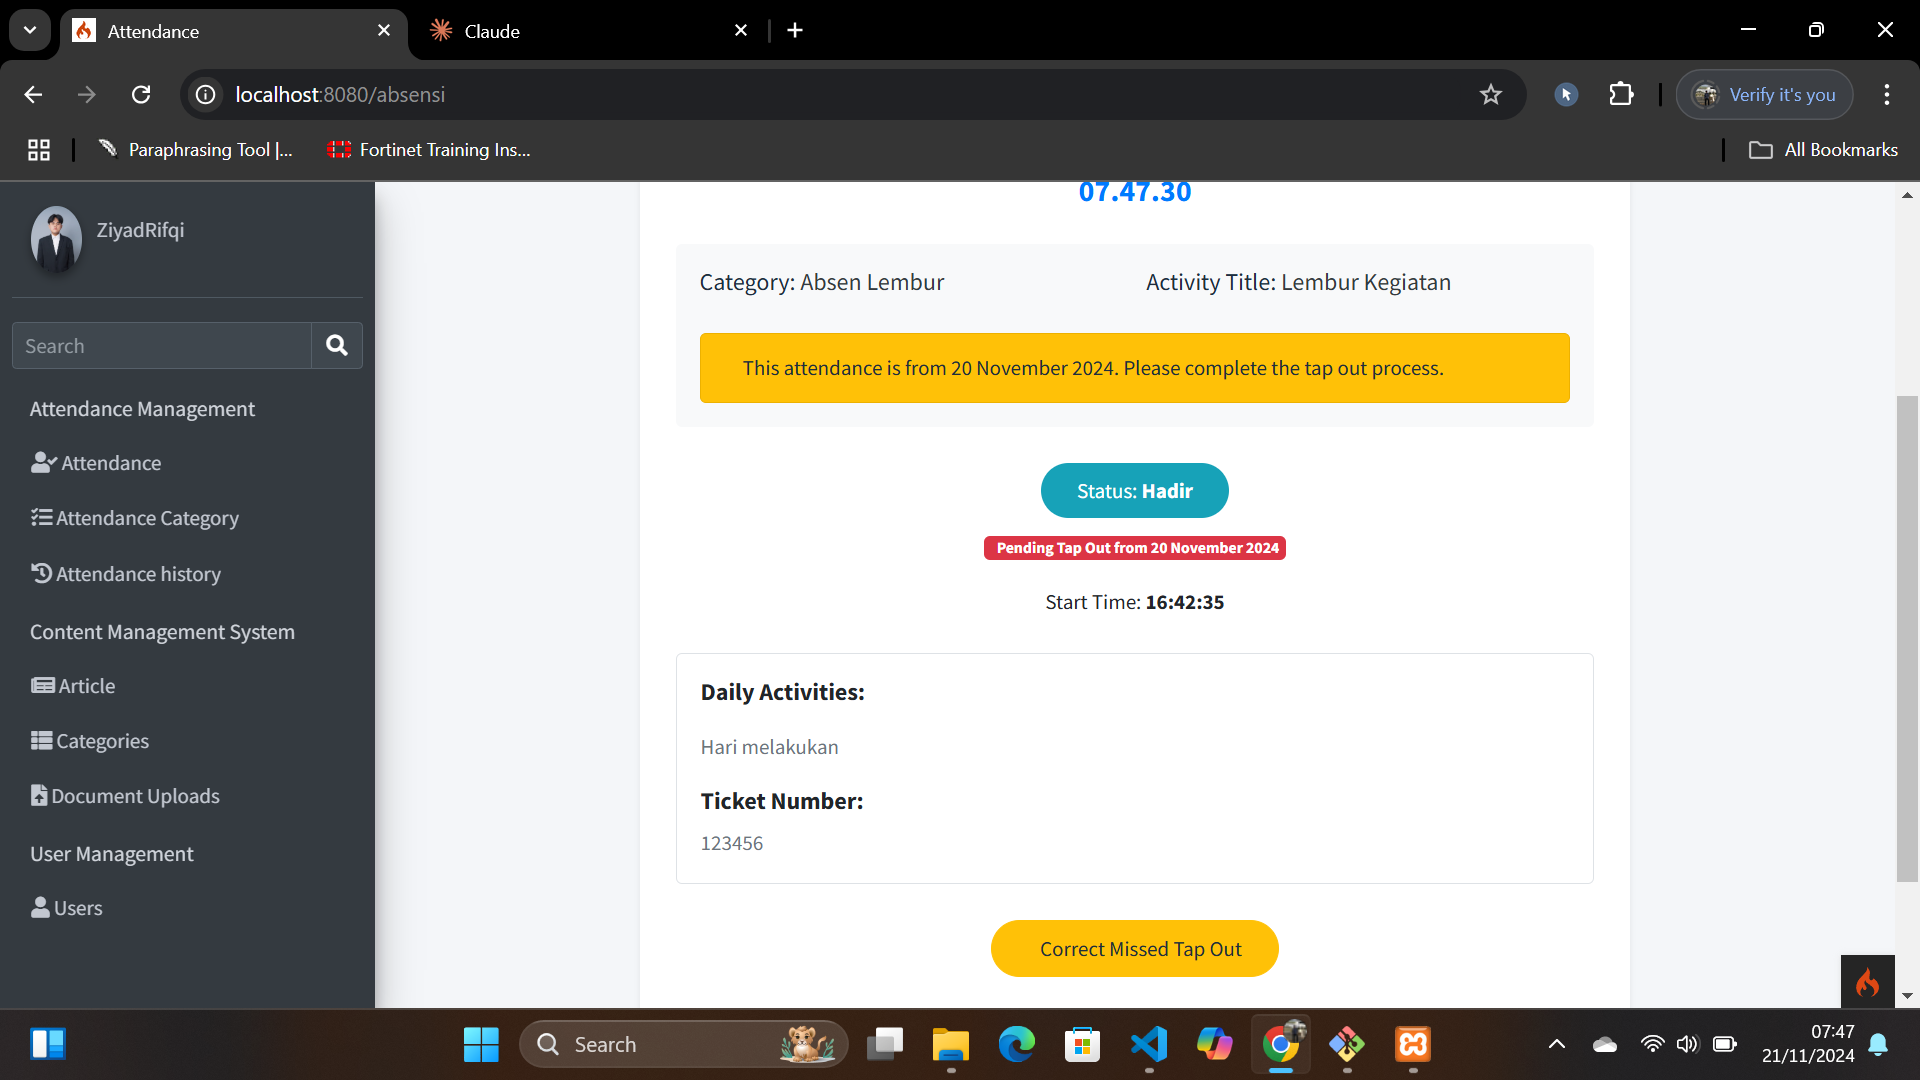 Attendance
Claude
localhost:8080/absensi
Verify it's you
Paraphrasing Tool |...
Fortinet Training Ins...
All Bookmarks
ZiyadRifqi
Search
Attendance Management
Attendance
Attendance Category
Attendance history
Content Management System
Article
Categories
Document Uploads
User Management
Users
07.47.30
Category: Absen Lembur
Activity Title: Lembur Kegiatan
This attendance is from 20 November 2024. Please complete the tap out process.
Status: Hadir
Pending Tap Out from 20 November 2024
Start Time: 16:42:35
Daily Activities:
Hari melakukan
Ticket Number:
123456
Correct Missed Tap Out
Search
07:47
21/11/2024